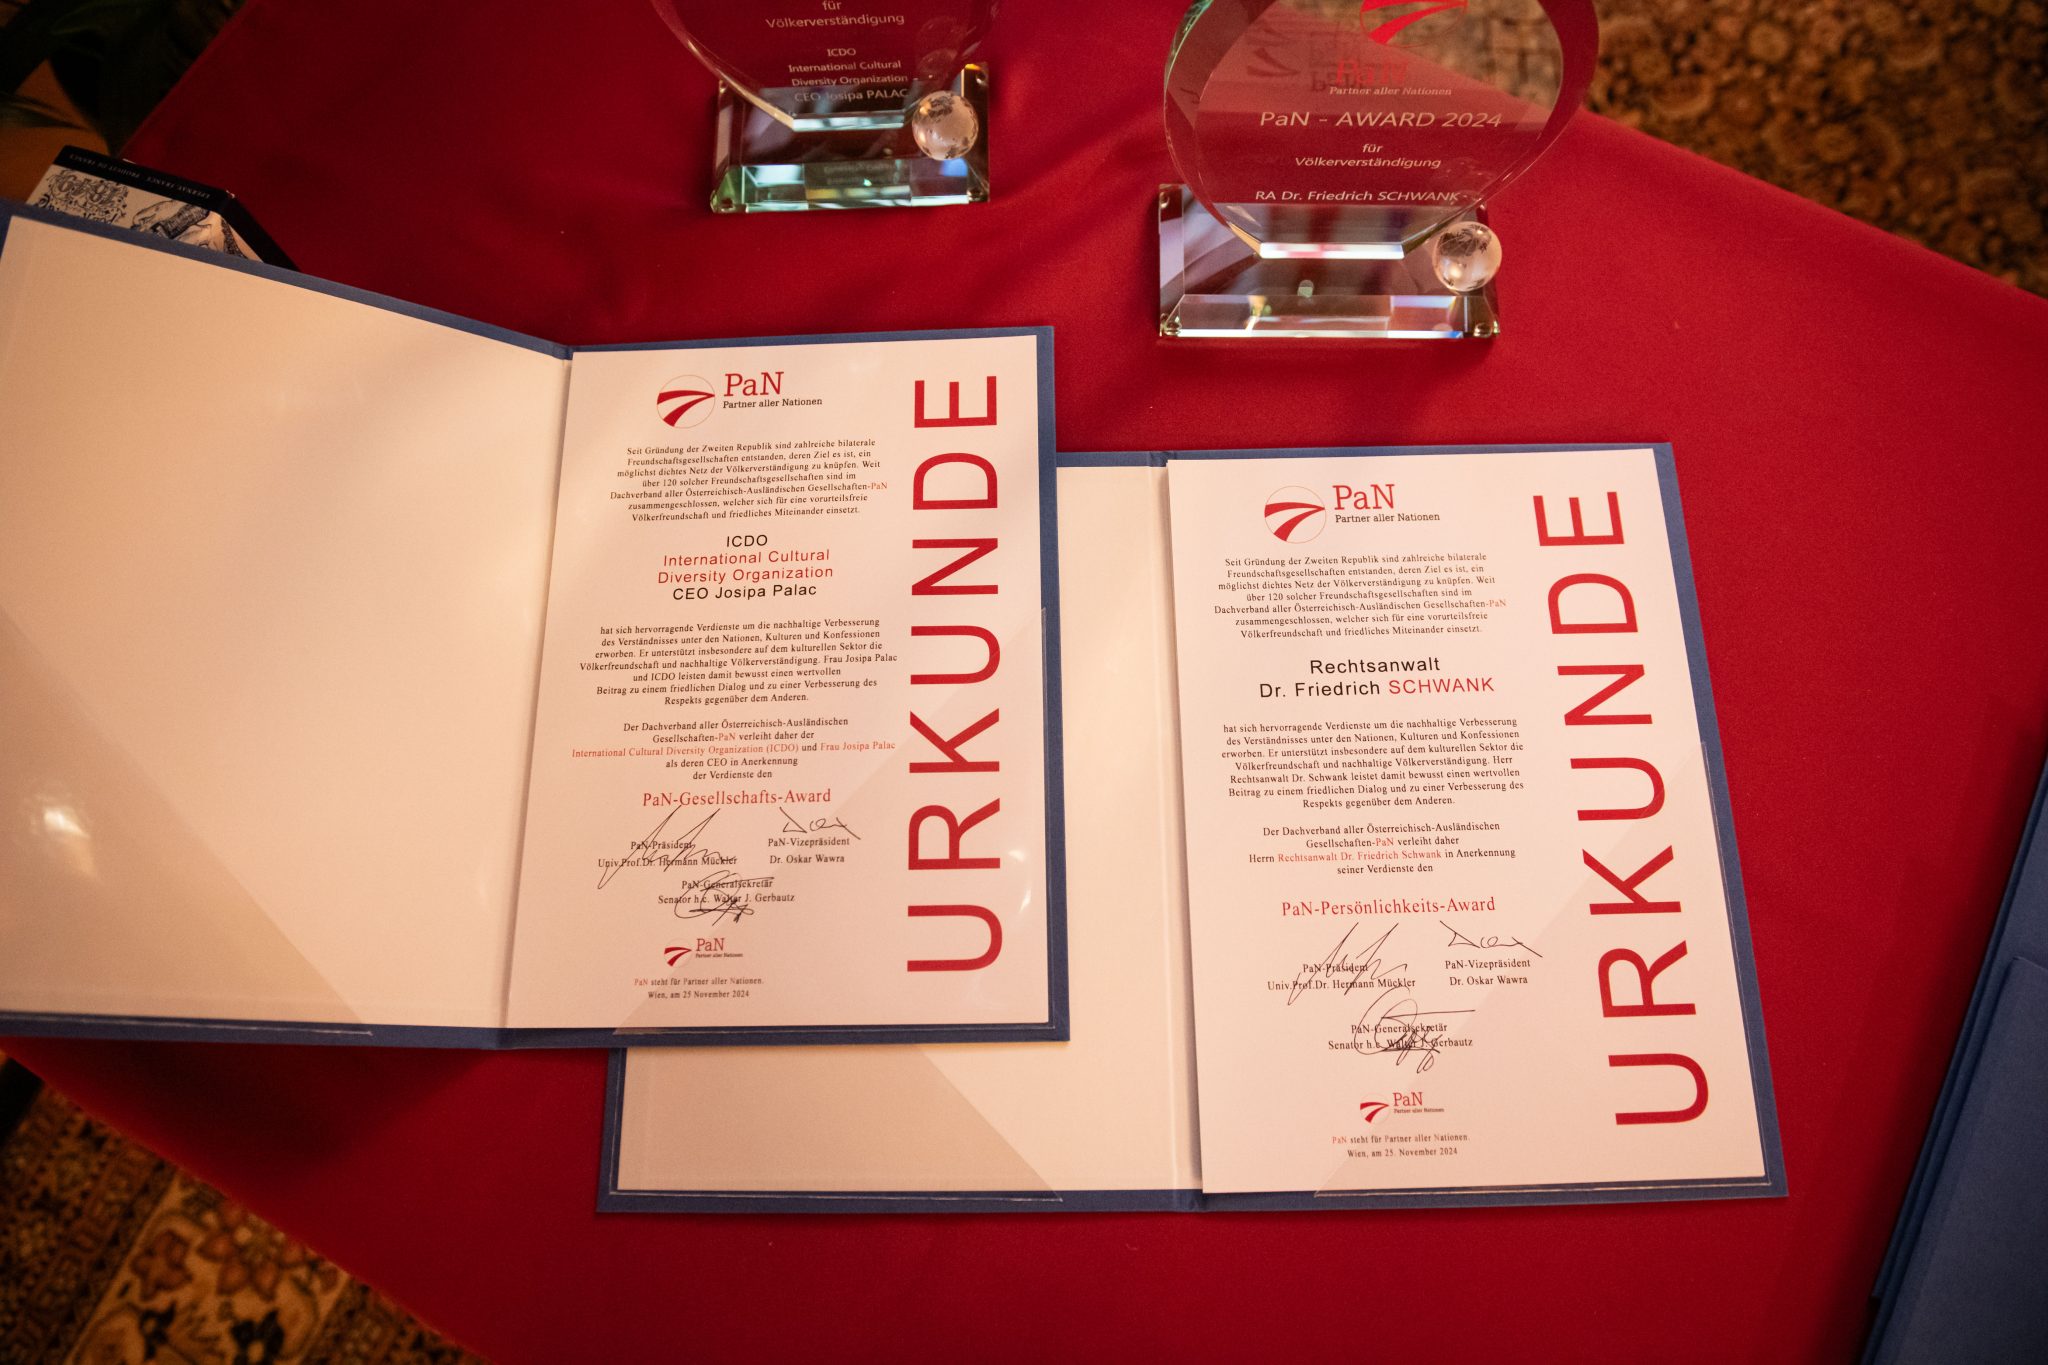 für
Völkerverständigung
ICDO
International Cultural
Diversity Organization
CEO Josipa PALAC
PaN
Partner aller Nationen
PaN - AWARD 2024
für
Völkerverständigung
RA Dr. Friedrich SCHWANK
PaN
Partner aller Nationen
Seit Gründung der Zweiten Republik sind zahlreiche bilaterale
Freundschaftsgesellschaften entstanden, deren Ziel es ist, ein
möglichst dichtes Netz der Völkerverständigung zu knüpfen. Weit
über 120 solcher Freundschaftsgesellschaften sind im
Dachverband aller Österreichisch-Ausländischen Gesellschaften-PaN
zusammengeschlossen, welcher sich für eine vorurteilsfreie
Völkerfreundschaft und friedliches Miteinander einsetzt.
ICDO
International Cultural
Diversity Organization
CEO Josipa Palac
hat sich hervorragende Verdienste um die nachhaltige Verbesserung
des Verständnisses unter den Nationen, Kulturen und Konfessionen
erworben. Er unterstützt insbesondere auf dem kulturellen Sektor die
Völkerfreundschaft und nachhaltige Völkerverständigung. Frau Josipa Palac
und ICDO leisten damit bewusst einen wertvollen
Beitrag zu einem friedlichen Dialog und zu einer Verbesserung des
Respekts gegenüber dem Anderen.
Der Dachverband aller Österreichisch-Ausländischen
Gesellschaften-PaN verleiht daher der
International Cultural Diversity Organization (ICDO) und Frau Josipa Palac
als deren CEO in Anerkennung
der Verdienste den
PaN-Gesellschafts-Award
PaN-Präsident
Univ.Prof.Dr. Hermann Mückler
PaN-Vizepräsident
Dr. Oskar Wawra
PaN-Generalsekretär
Senator h.c. Walter J. Gerbautz
PaN
Partner aller Nationen
PaN steht für Partner aller Nationen.
Wien, am 25 November 2024
URKUNDE
PaN
Partner aller Nationen
Seit Gründung der Zweiten Republik sind zahlreiche bilaterale
Freundschaftsgesellschaften entstanden, deren Ziel es ist, ein
möglichst dichtes Netz der Völkerverständigung zu knüpfen. Weit
über 120 solcher Freundschaftsgesellschaften sind im
Dachverband aller Österreichisch-Ausländischen Gesellschaften-PaN
zusammengeschlossen, welcher sich für eine vorurteilsfreie
Völkerfreundschaft und friedliches Miteinander einsetzt.
Rechtsanwalt
Dr. Friedrich SCHWANK
hat sich hervorragende Verdienste um die nachhaltige Verbesserung
des Verständnisses unter den Nationen, Kulturen und Konfessionen
erworben. Er unterstützt insbesondere auf dem kulturellen Sektor die
Völkerfreundschaft und nachhaltige Völkerverständigung. Herr
Rechtsanwalt Dr. Schwank leistet damit bewusst einen wertvollen
Beitrag zu einem friedlichen Dialog und zu einer Verbesserung des
Respekts gegenüber dem Anderen.
Der Dachverband aller Österreichisch-Ausländischen
Gesellschaften-PaN verleiht daher
Herrn Rechtsanwalt Dr. Friedrich Schwank in Anerkennung
seiner Verdienste den
PaN-Persönlichkeits-Award
PaN-Präsident
Univ.Prof.Dr. Hermann Mückler
PaN-Vizepräsident
Dr. Oskar Wawra
PaN-Generalsekretär
Senator h.c. Walter J. Gerbautz
PaN
Partner aller Nationen
PaN steht für Partner aller Nationen.
Wien, am 25. November 2024
URKUNDE